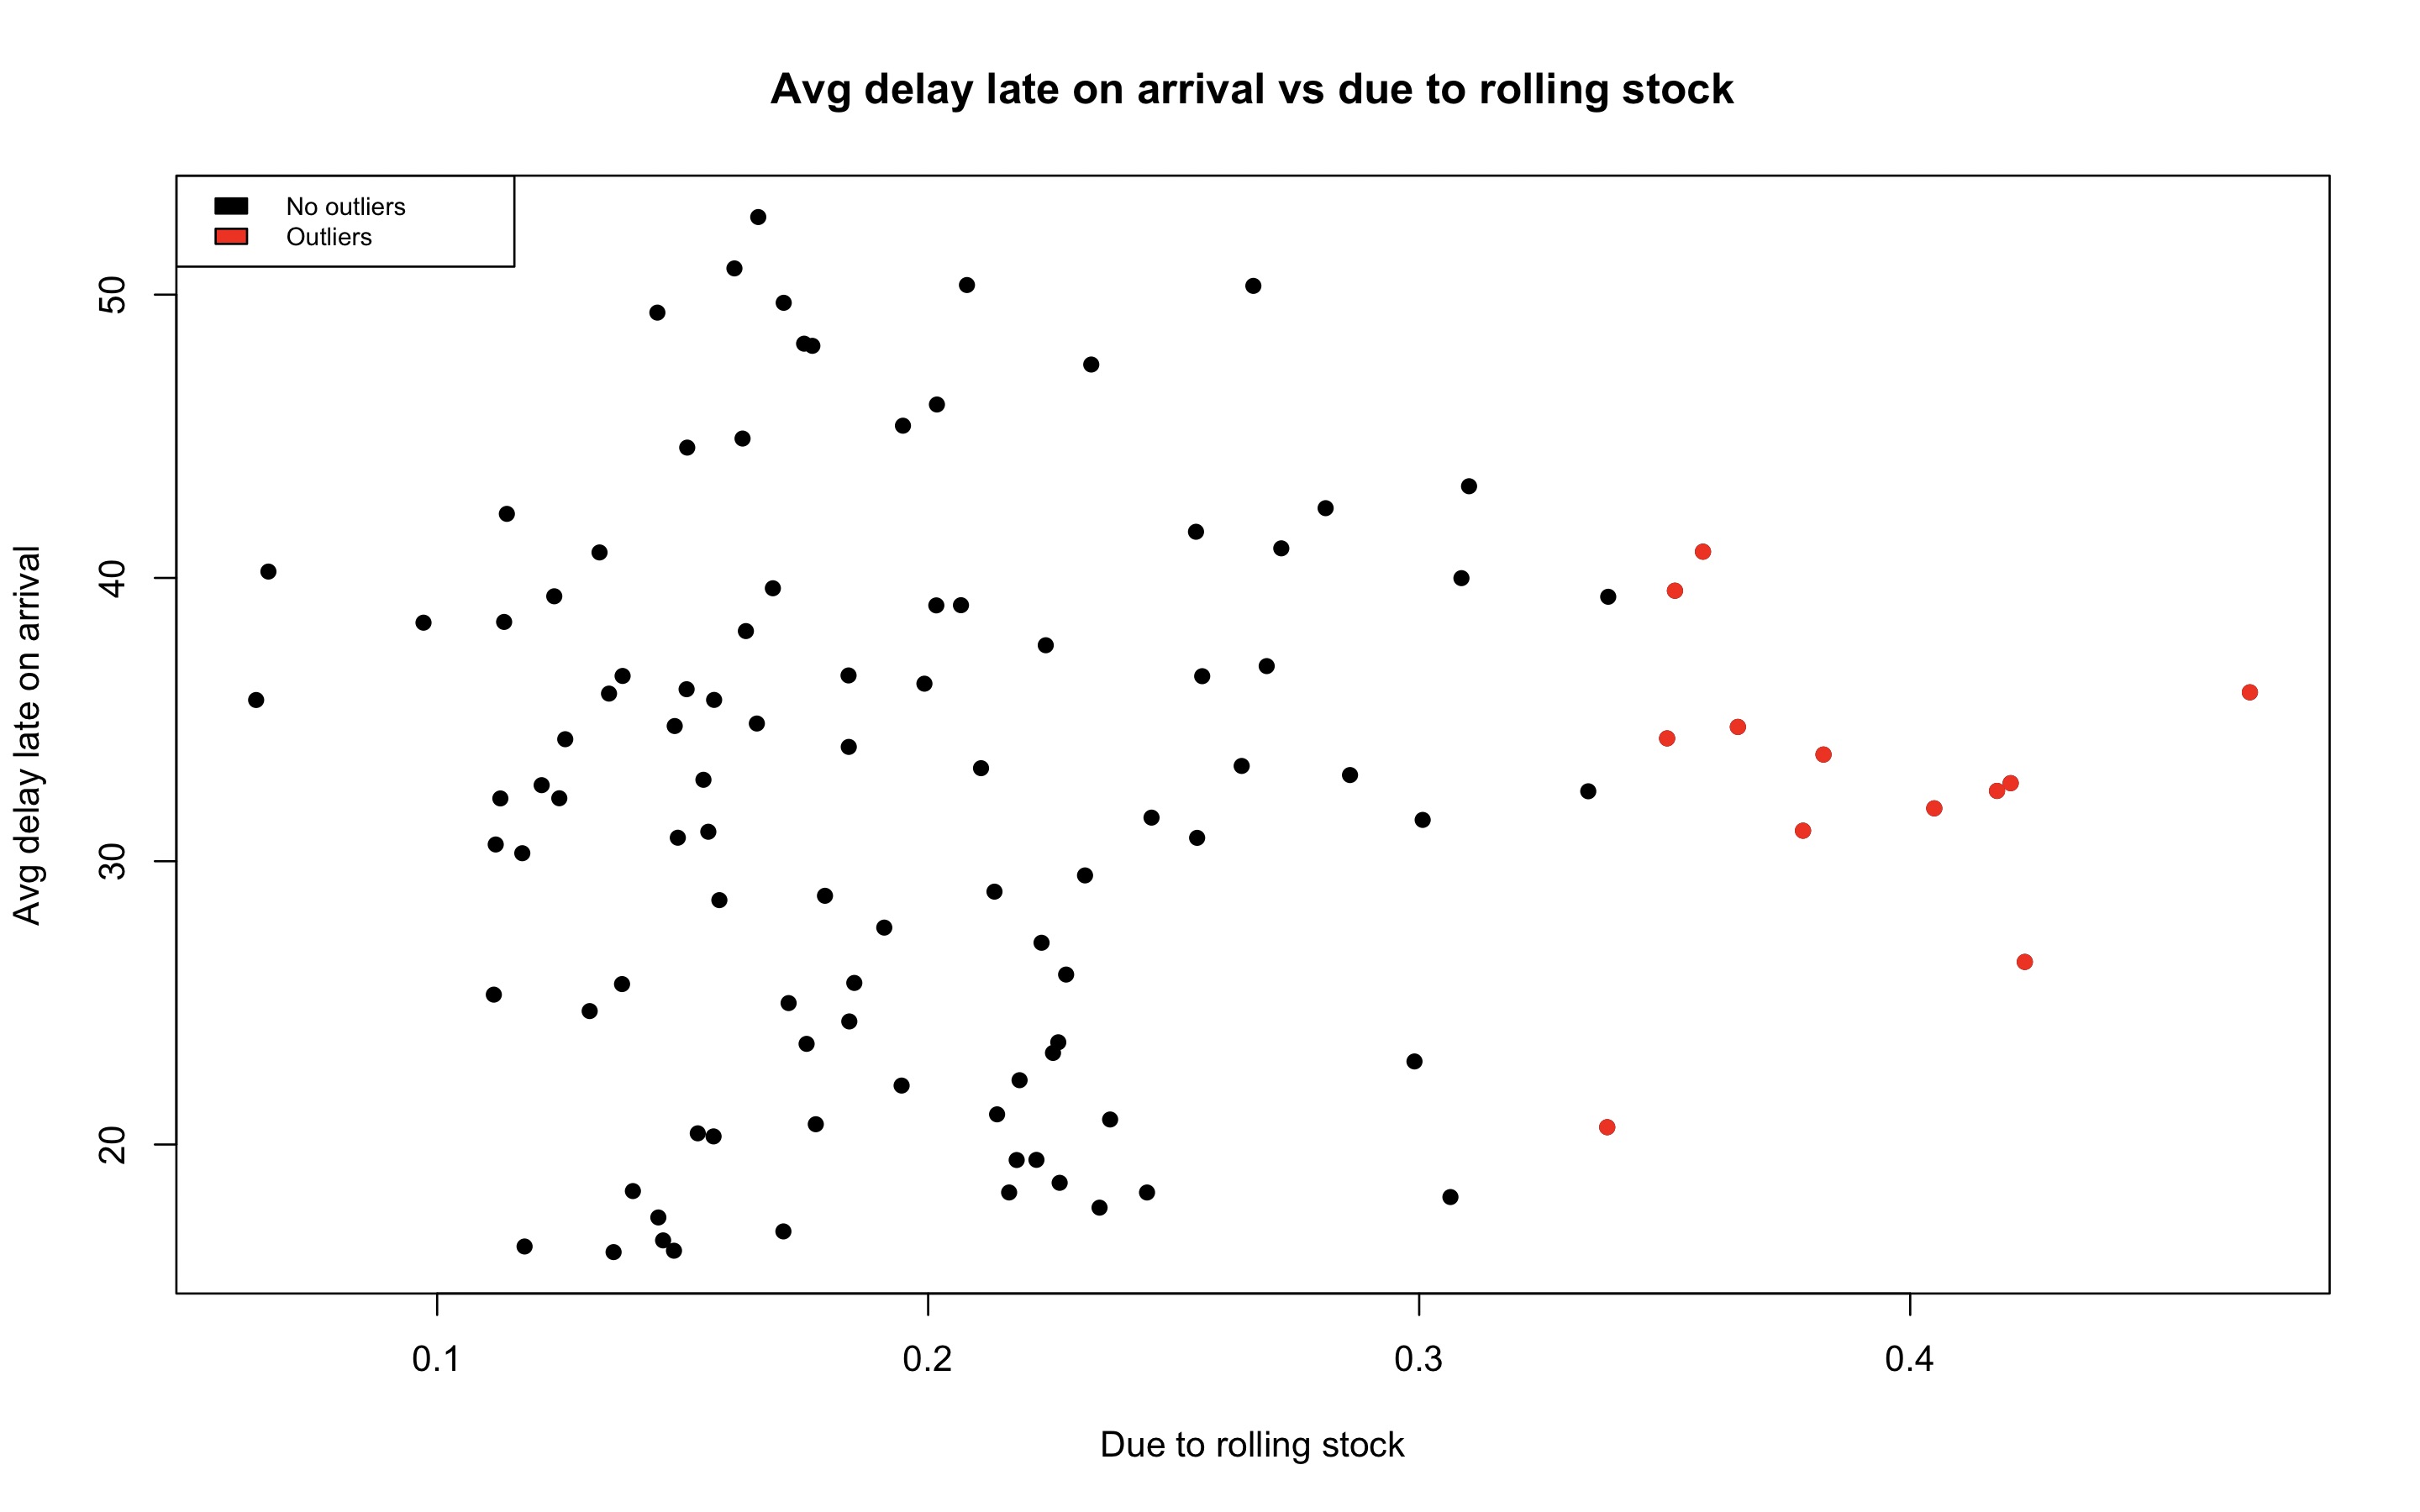 Avg delay late on arrival vs due to rolling stock
No outliers
Outliers
50
40
30
20
Avg delay late on arrival
0.1 0.2 0.3 0.4
Due to rolling stock